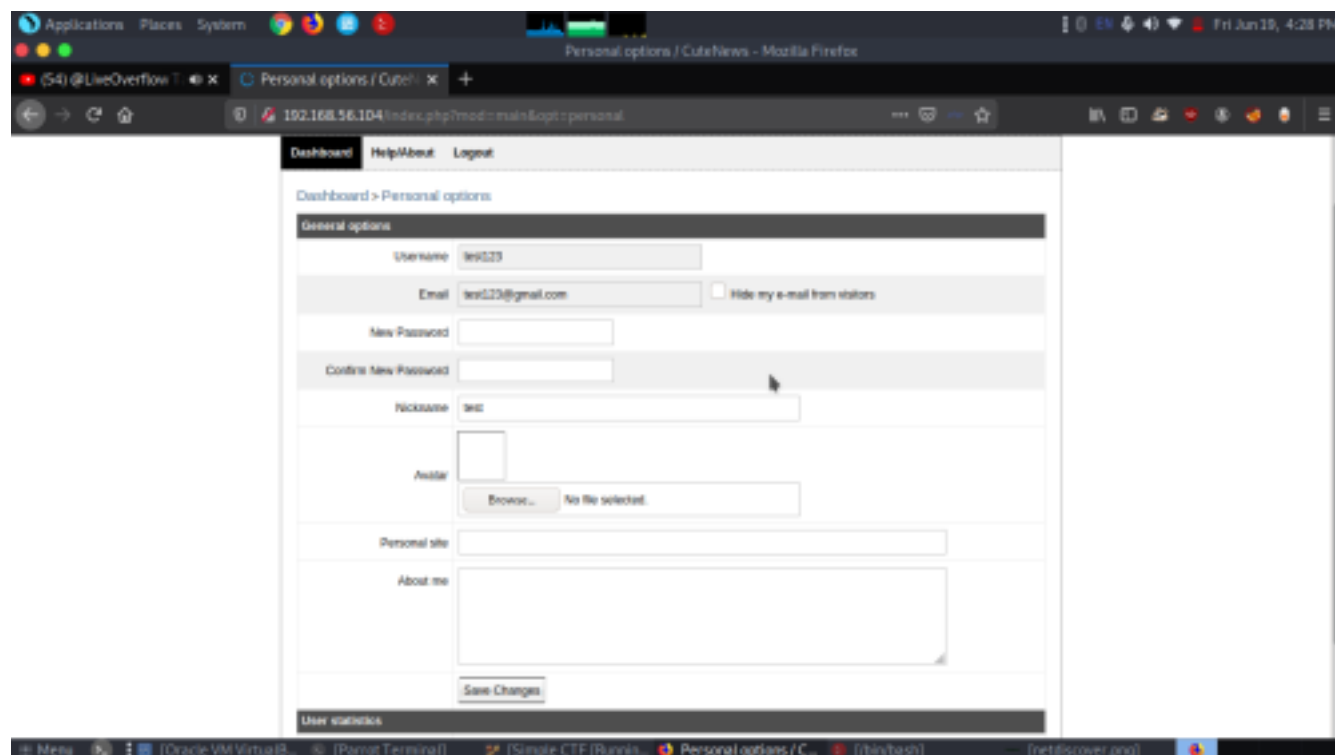 Applications Places System
Fri Jun 19, 4:28 PM
Personal options / CuteNews - Mozilla Firefox
(54) @LiveOverflow
Personal options / Cute
192.168.56.104/index.php?mod=main&opt=personal
Dashboard Help/About Logout
Dashboard > Personal options
General options
Username test123
Email test123@gmail.com Hide my e-mail from visitors
New Password
Confirm New Password
Nickname test
Avatar
Browse... No file selected.
Personal site
About me
Save Changes
User statistics
Menu [Oracle VM VirtualB... [Parrot Terminal] [Simple CTF [Runnin... Personal options / C... [/bin/bash] [netdiscover.png]